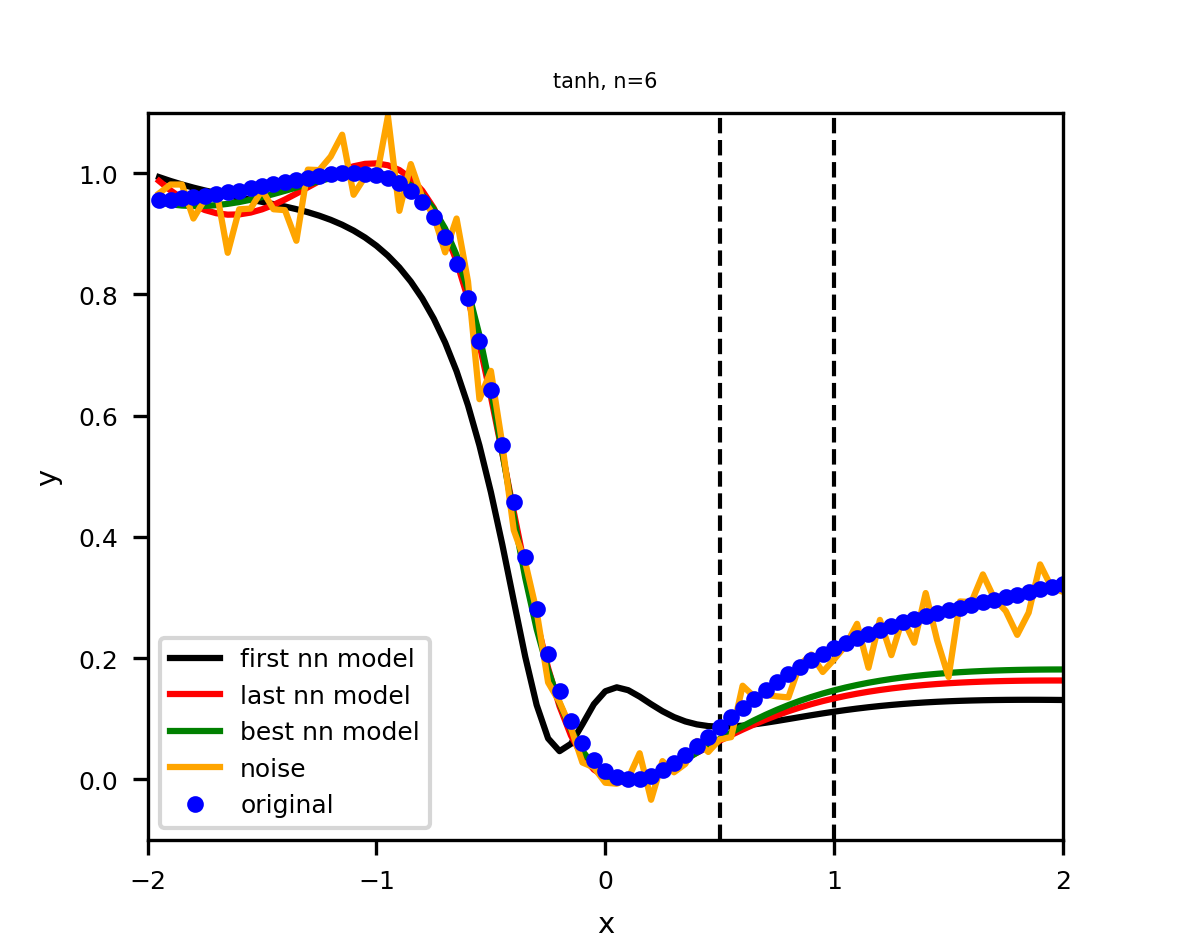 tanh, n=6
y
1.0
0.8
0.6
0.4
0.2
0.0
first nn model
last nn model
best nn model
noise
original
−2 −1 0 1 2
x